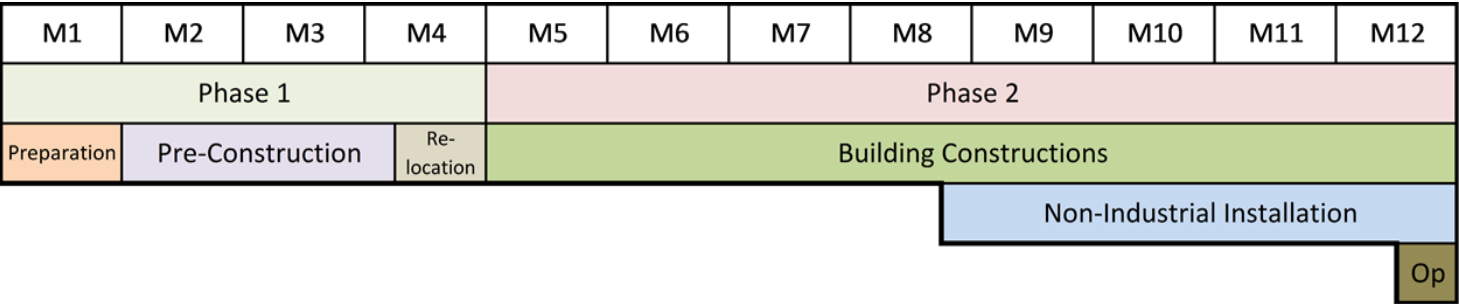 M1 M2 M3 M4 M5 M6 M7 M8 M9 M10 M11 M12
Phase 1 Phase 2
Preparation Pre-Construction Re-
location Building Constructions
Non-Industrial Installation
Op